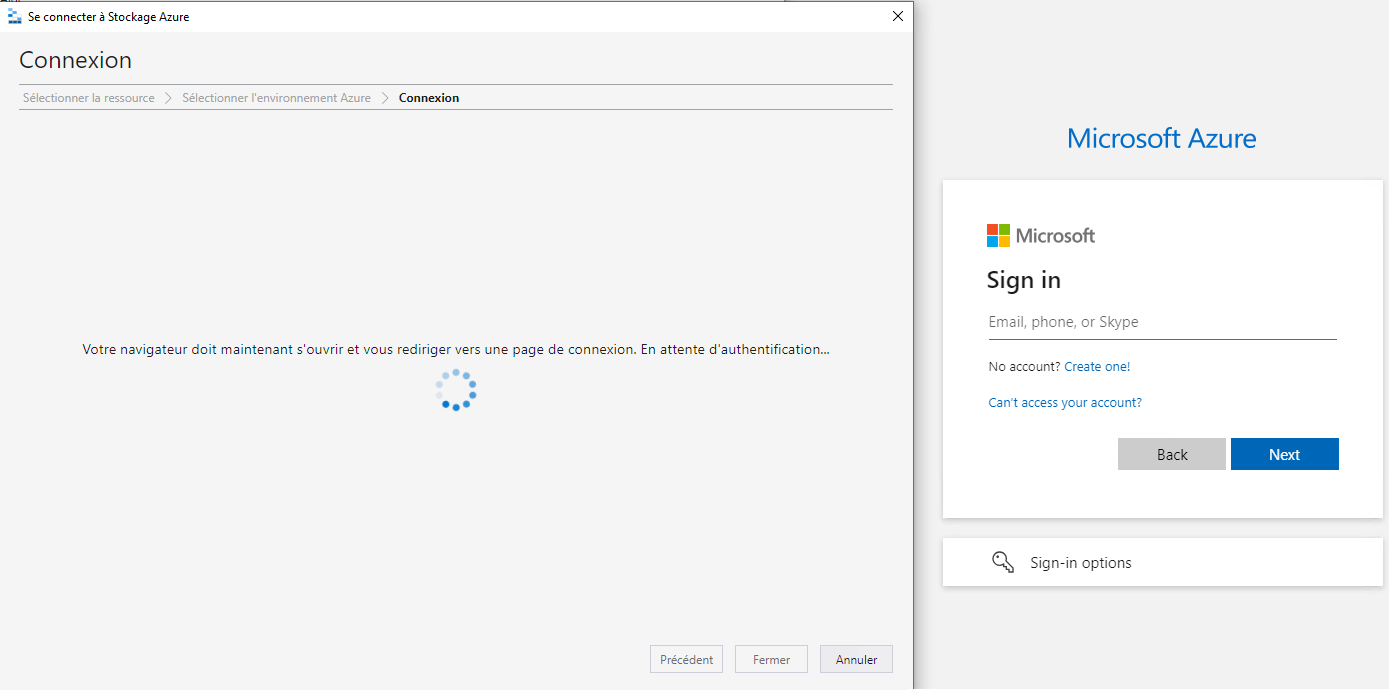 Se connecter à Stockage Azure
Connexion
Sélectionner la ressource
Sélectionner l'environnement Azure
Connexion
Votre navigateur doit maintenant s'ouvrir et vous rediriger vers une page de connexion. En attente d'authentification...
Précédent
Fermer
Annuler
Microsoft Azure
Microsoft
Sign in
Email, phone, or Skype
No account? Create one!
Can't access your account?
Back
Next
Sign-in options